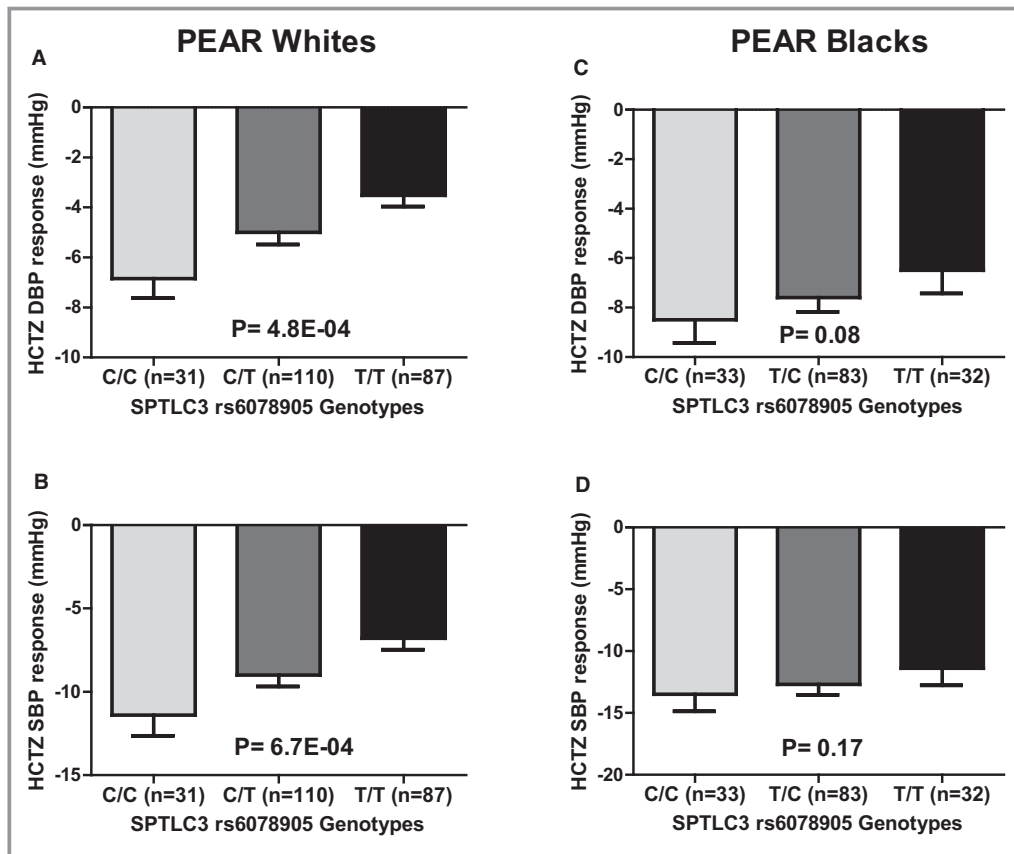 PEAR Whites
PEAR Blacks
A
HCTZ DBP response (mmHg)
0
-2
-4
-6
-8
-10
P= 4.8E-04
C/C (n=31) C/T (n=110) T/T (n=87)
SPTLC3 rs6078905 Genotypes
C
HCTZ DBP response (mmHg)
0
-2
-4
-6
-8
-10
P= 0.08
C/C (n=33) T/C (n=83) T/T (n=32)
SPTLC3 rs6078905 Genotypes
B
HCTZ SBP response (mmHg)
0
-5
-10
-15
P= 6.7E-04
C/C (n=31) C/T (n=110) T/T (n=87)
SPTLC3 rs6078905 Genotypes
D
HCTZ SBP response (mmHg)
0
-5
-10
-15
-20
P= 0.17
C/C (n=33) T/C (n=83) T/T (n=32)
SPTLC3 rs6078905 Genotypes